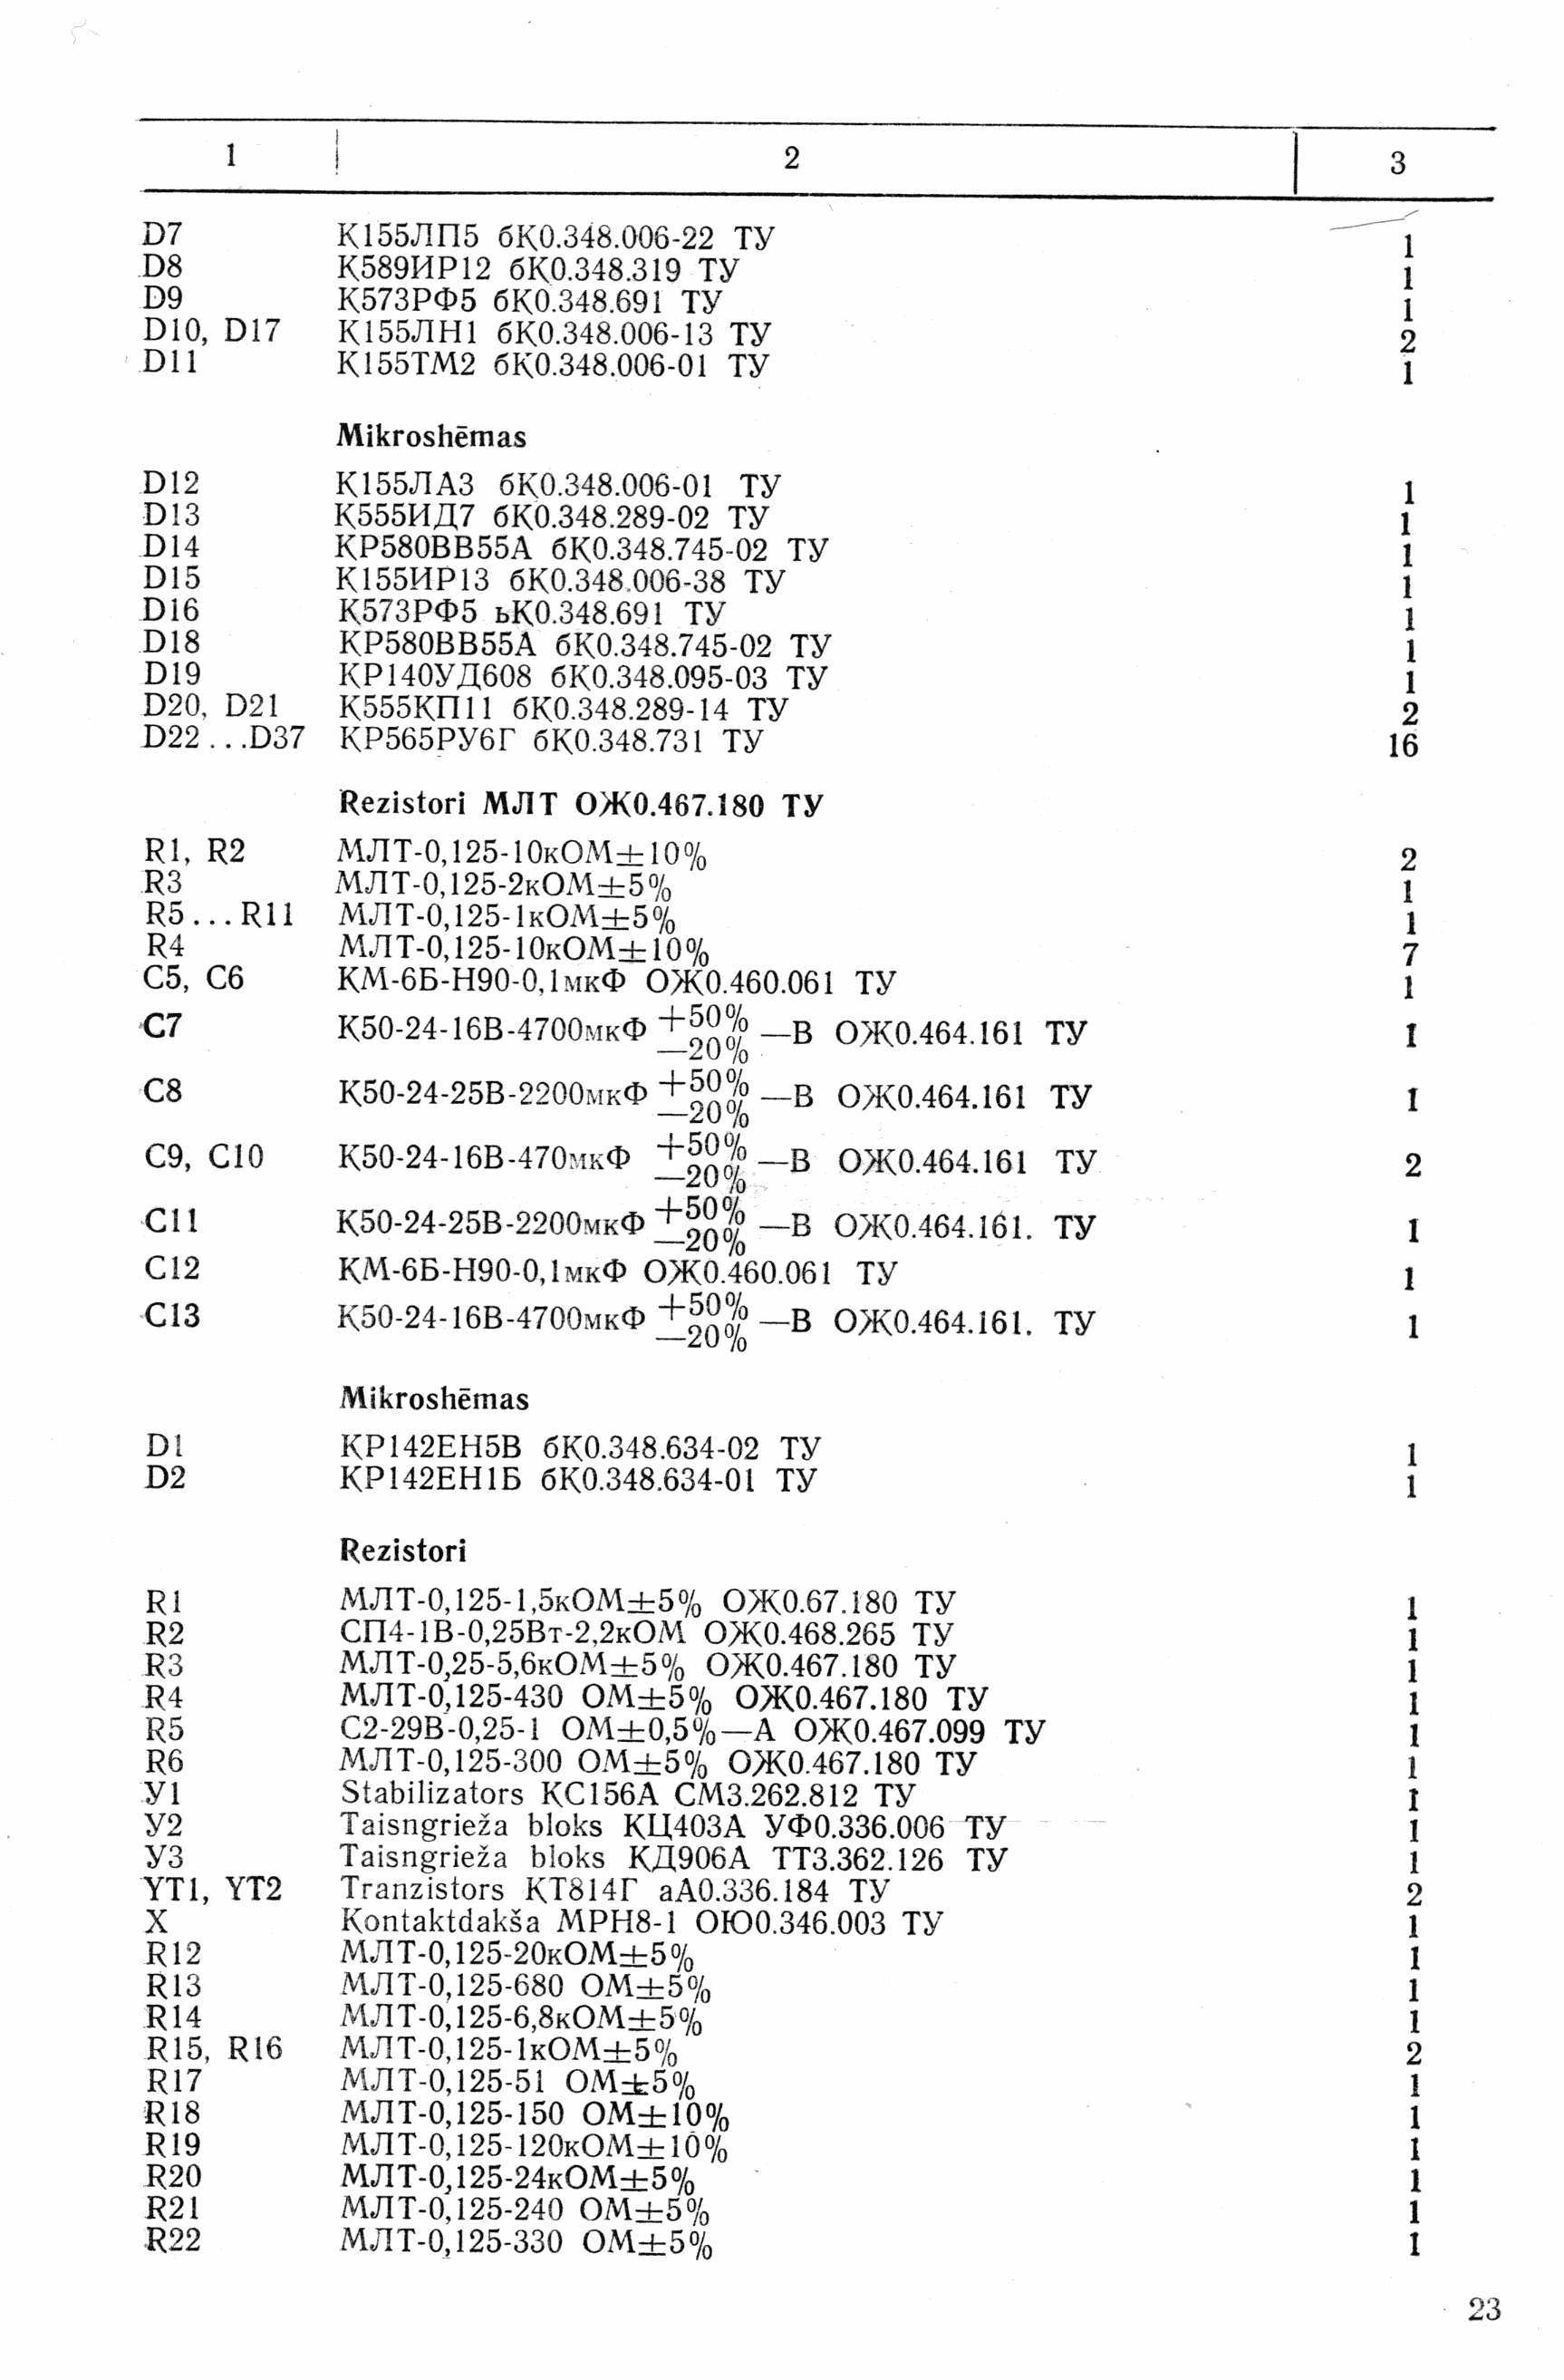 1 2 3
D7 К155ЛП5 бК0.348.006-22 ТУ 1
D8 К589ИР12 бК0.348.319 ТУ 1
D9 К573РФ5 бК0.348.691 ТУ 1
D10, D17 К155ЛН1 бК0.348.006-13 ТУ 2
D11 К155ТМ2 бК0.348.006-01 ТУ 1
Mikroshēmas
D12 К155ЛА3 бК0.348.006-01 ТУ 1
D13 К555ИД7 бК0.348.289-02 ТУ 1
D14 КР580ВВ55А бК0.348.745-02 ТУ 1
D15 К155ИР13 бК0.348.006-38 ТУ 1
D16 К573РФ5 ьК0.348.691 ТУ 1
D18 КР580ВВ55А бК0.348.745-02 ТУ 1
D19 КР140УД608 бК0.348.095-03 ТУ 1
D20, D21 К555КП11 бК0.348.289-14 ТУ 2
D22...D37 КР565РУ6Г бК0.348.731 ТУ 16
Rezistori МЛТ ОЖ0.467.180 ТУ
R1, R2 МЛТ-0,125-10кОМ±10% 2
R3 МЛТ-0,125-2кОМ±5% 1
R5...R11 МЛТ-0,125-1кОМ±5% 1
R4 МЛТ-0,125-10кОМ±10% 7
C5, C6 КМ-6Б-Н90-0,1мкФ ОЖ0.460.061 ТУ 1
C7 К50-24-16В-4700мкФ +50% —20% —В ОЖ0.464.161 ТУ 1
C8 К50-24-25В-2200мкФ +50% —20% —В ОЖ0.464.161 ТУ 1
C9, C10 К50-24-16В-470мкФ +50% —20% —В ОЖ0.464.161 ТУ 2
C11 К50-24-25В-2200мкФ +50% —20% —В ОЖ0.464.161. ТУ 1
C12 КМ-6Б-Н90-0,1мкФ ОЖ0.460.061 ТУ 1
C13 К50-24-16В-4700мкФ +50% —20% —В ОЖ0.464.161. ТУ 1
Mikroshēmas
D1 КР142ЕН5В бК0.348.634-02 ТУ 1
D2 КР142ЕН1Б бК0.348.634-01 ТУ 1
Rezistori
R1 МЛТ-0,125-1,5кОМ±5% ОЖ0.67.180 ТУ 1
R2 СП4-1В-0,25Вт-2,2кОМ ОЖ0.468.265 ТУ 1
R3 МЛТ-0,25-5,6кОМ±5% ОЖ0.467.180 ТУ 1
R4 МЛТ-0,125-430 ОМ±5% ОЖ0.467.180 ТУ 1
R5 С2-29В-0,25-1 ОМ±0,5%—А ОЖ0.467.099 ТУ 1
R6 МЛТ-0,125-300 ОМ±5% ОЖ0.467.180 ТУ 1
У1 Stabilizators КС156А СМ3.262.812 ТУ 1
У2 Taisngrieža bloks КЦ403А УФ0.336.006 ТУ 1
У3 Taisngrieža bloks КД906А ТТ3.362.126 ТУ 1
YT1, YT2 Tranzistors КТ814Г аА0.336.184 ТУ 2
X Kontaktdakša МРН8-1 ОЮ0.346.003 ТУ 1
R12 МЛТ-0,125-20кОМ±5% 1
R13 МЛТ-0,125-680 ОМ±5% 1
R14 МЛТ-0,125-6,8кОМ±5% 1
R15, R16 МЛТ-0,125-1кОМ±5% 2
R17 МЛТ-0,125-51 ОМ±5% 1
R18 МЛТ-0,125-150 ОМ±10% 1
R19 МЛТ-0,125-120кОМ±10% 1
R20 МЛТ-0,125-24кОМ±5% 1
R21 МЛТ-0,125-240 ОМ±5% 1
R22 МЛТ-0,125-330 ОМ±5% 1
23